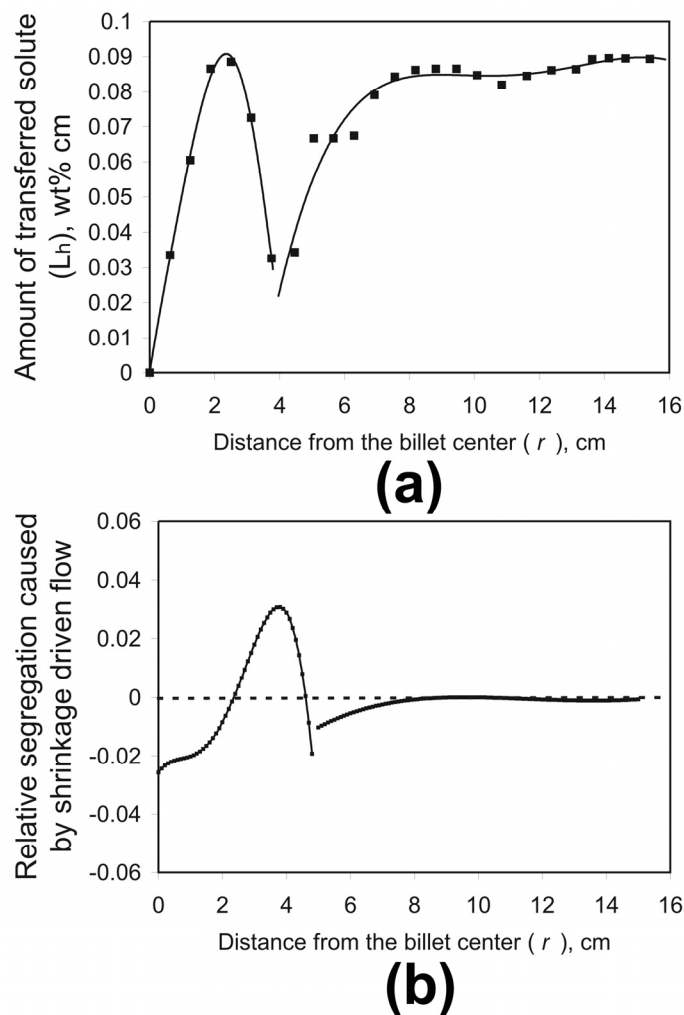 Amount of transferred solute
(Lh), wt% cm
0.1
0.09
0.08
0.07
0.06
0.05
0.04
0.03
0.02
0.01
0
0 2 4 6 8 10 12 14 16
Distance from the billet center ( r ), cm
(a)
Relative segregation caused
by shrinkage driven flow
0.06
0.04
0.02
0
-0.02
-0.04
-0.06
0 2 4 6 8 10 12 14 16
Distance from the billet center ( r ), cm
(b)